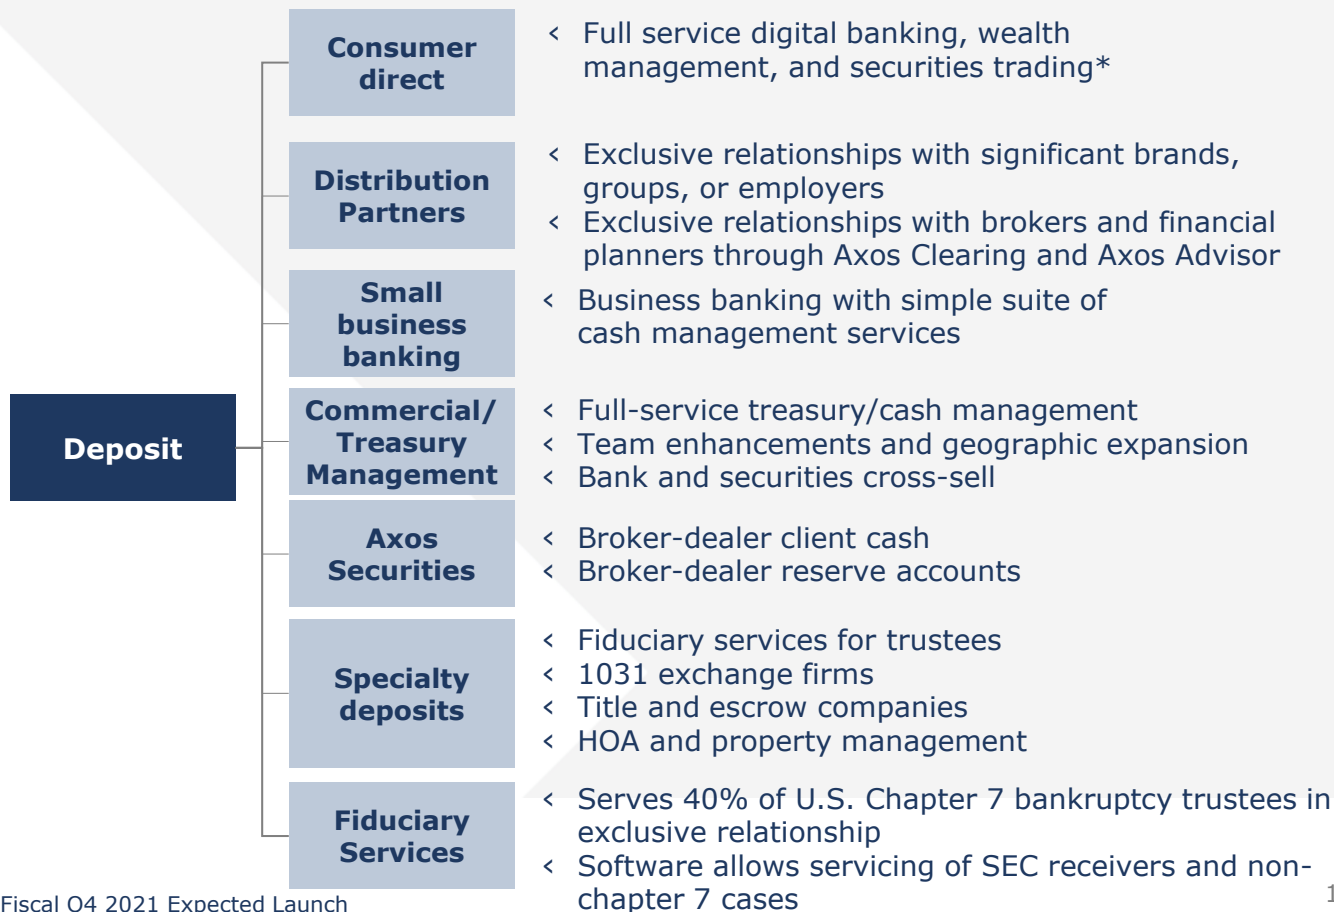 Consumer
direct
‹ Full service digital banking, wealth
management, and securities trading*
Distribution
Partners
‹ Exclusive relationships with significant brands,
groups, or employers
‹ Exclusive relationships with brokers and financial
planners through Axos Clearing and Axos Advisor
Small
business
banking
‹ Business banking with simple suite of
cash management services
Deposit
Commercial/
Treasury
Management
‹ Full-service treasury/cash management
‹ Team enhancements and geographic expansion
‹ Bank and securities cross-sell
Axos
Securities
‹ Broker-dealer client cash
‹ Broker-dealer reserve accounts
Specialty
deposits
‹ Fiduciary services for trustees
‹ 1031 exchange firms
‹ Title and escrow companies
‹ HOA and property management
Fiduciary
Services
‹ Serves 40% of U.S. Chapter 7 bankruptcy trustees in
exclusive relationship
‹ Software allows servicing of SEC receivers and non-
chapter 7 cases
Fiscal Q4 2021 Expected Launch